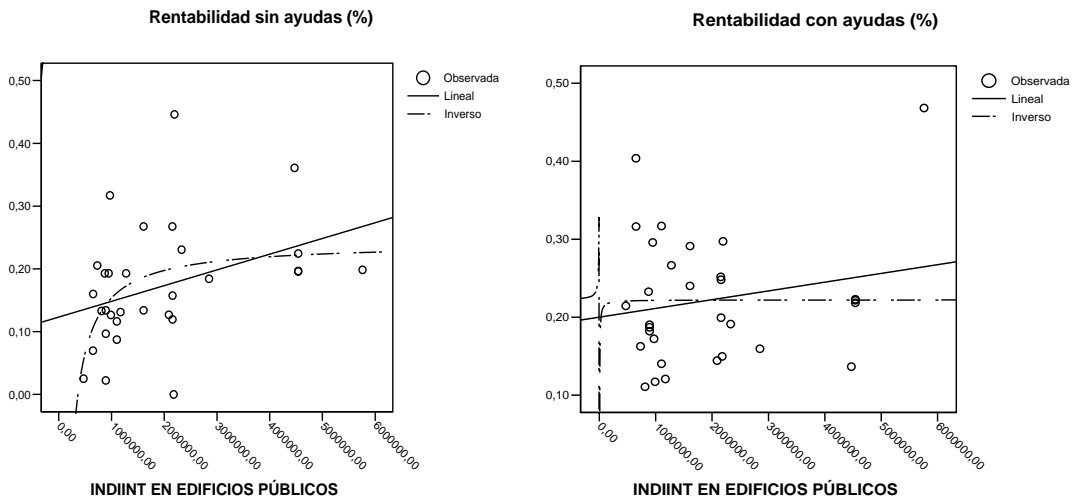 Rentabilidad sin ayudas (%)
0,50
0,40
0,30
0,20
0,10
0,00
0,00
1000000,00
2000000,00
3000000,00
4000000,00
5000000,00
6000000,00
INDIINT EN EDIFICIOS PÚBLICOS
Observada
Lineal
Inverso
Rentabilidad con ayudas (%)
0,50
0,40
0,30
0,20
0,10
0,00
1000000,00
2000000,00
3000000,00
4000000,00
5000000,00
6000000,00
INDIINT EN EDIFICIOS PÚBLICOS
Observada
Lineal
Inverso